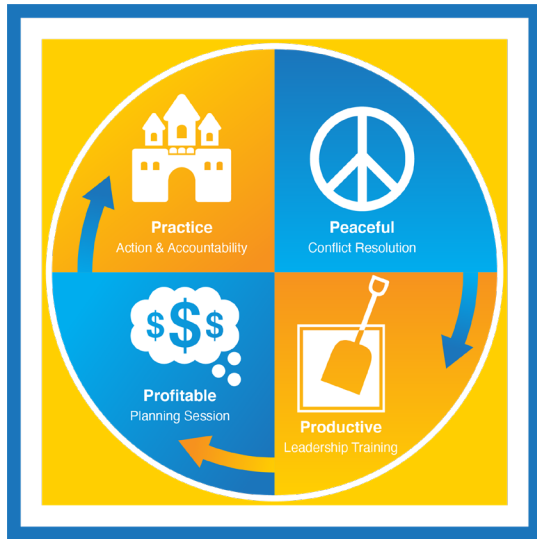 Practice
Action & Accountability
Peaceful
Conflict Resolution
$$$
Profitable
Planning Session
Productive
Leadership Training